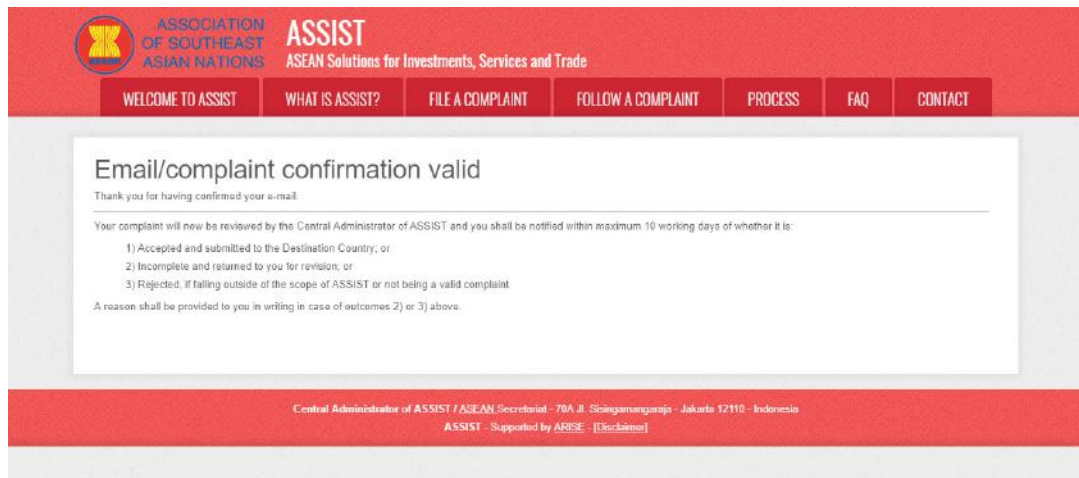 ASSOCIATION
OF SOUTHEAST
ASIAN NATIONS
ASSIST
ASEAN Solutions for Investments, Services and Trade
WELCOME TO ASSIST
WHAT IS ASSIST?
FILE A COMPLAINT
FOLLOW A COMPLAINT
PROCESS
FAQ
CONTACT
Email/complaint confirmation valid
Thank you for having confirmed your e-mail.
Your complaint will now be reviewed by the Central Administrator of ASSIST and you shall be notified within maximum 10 working days of whether it is:
1) Accepted and submitted to the Destination Country; or
2) Incomplete and returned to you for revision; or
3) Rejected, if falling outside of the scope of ASSIST or not being a valid complaint.
A reason shall be provided to you in writing in case of outcomes 2) or 3) above.
Central Administrator of ASSIST / ASEAN Secretariat - 70A Jl. Sisingamangaraja - Jakarta 12110 - Indonesia
ASSIST - Supported by ARISE - [Disclaimer]